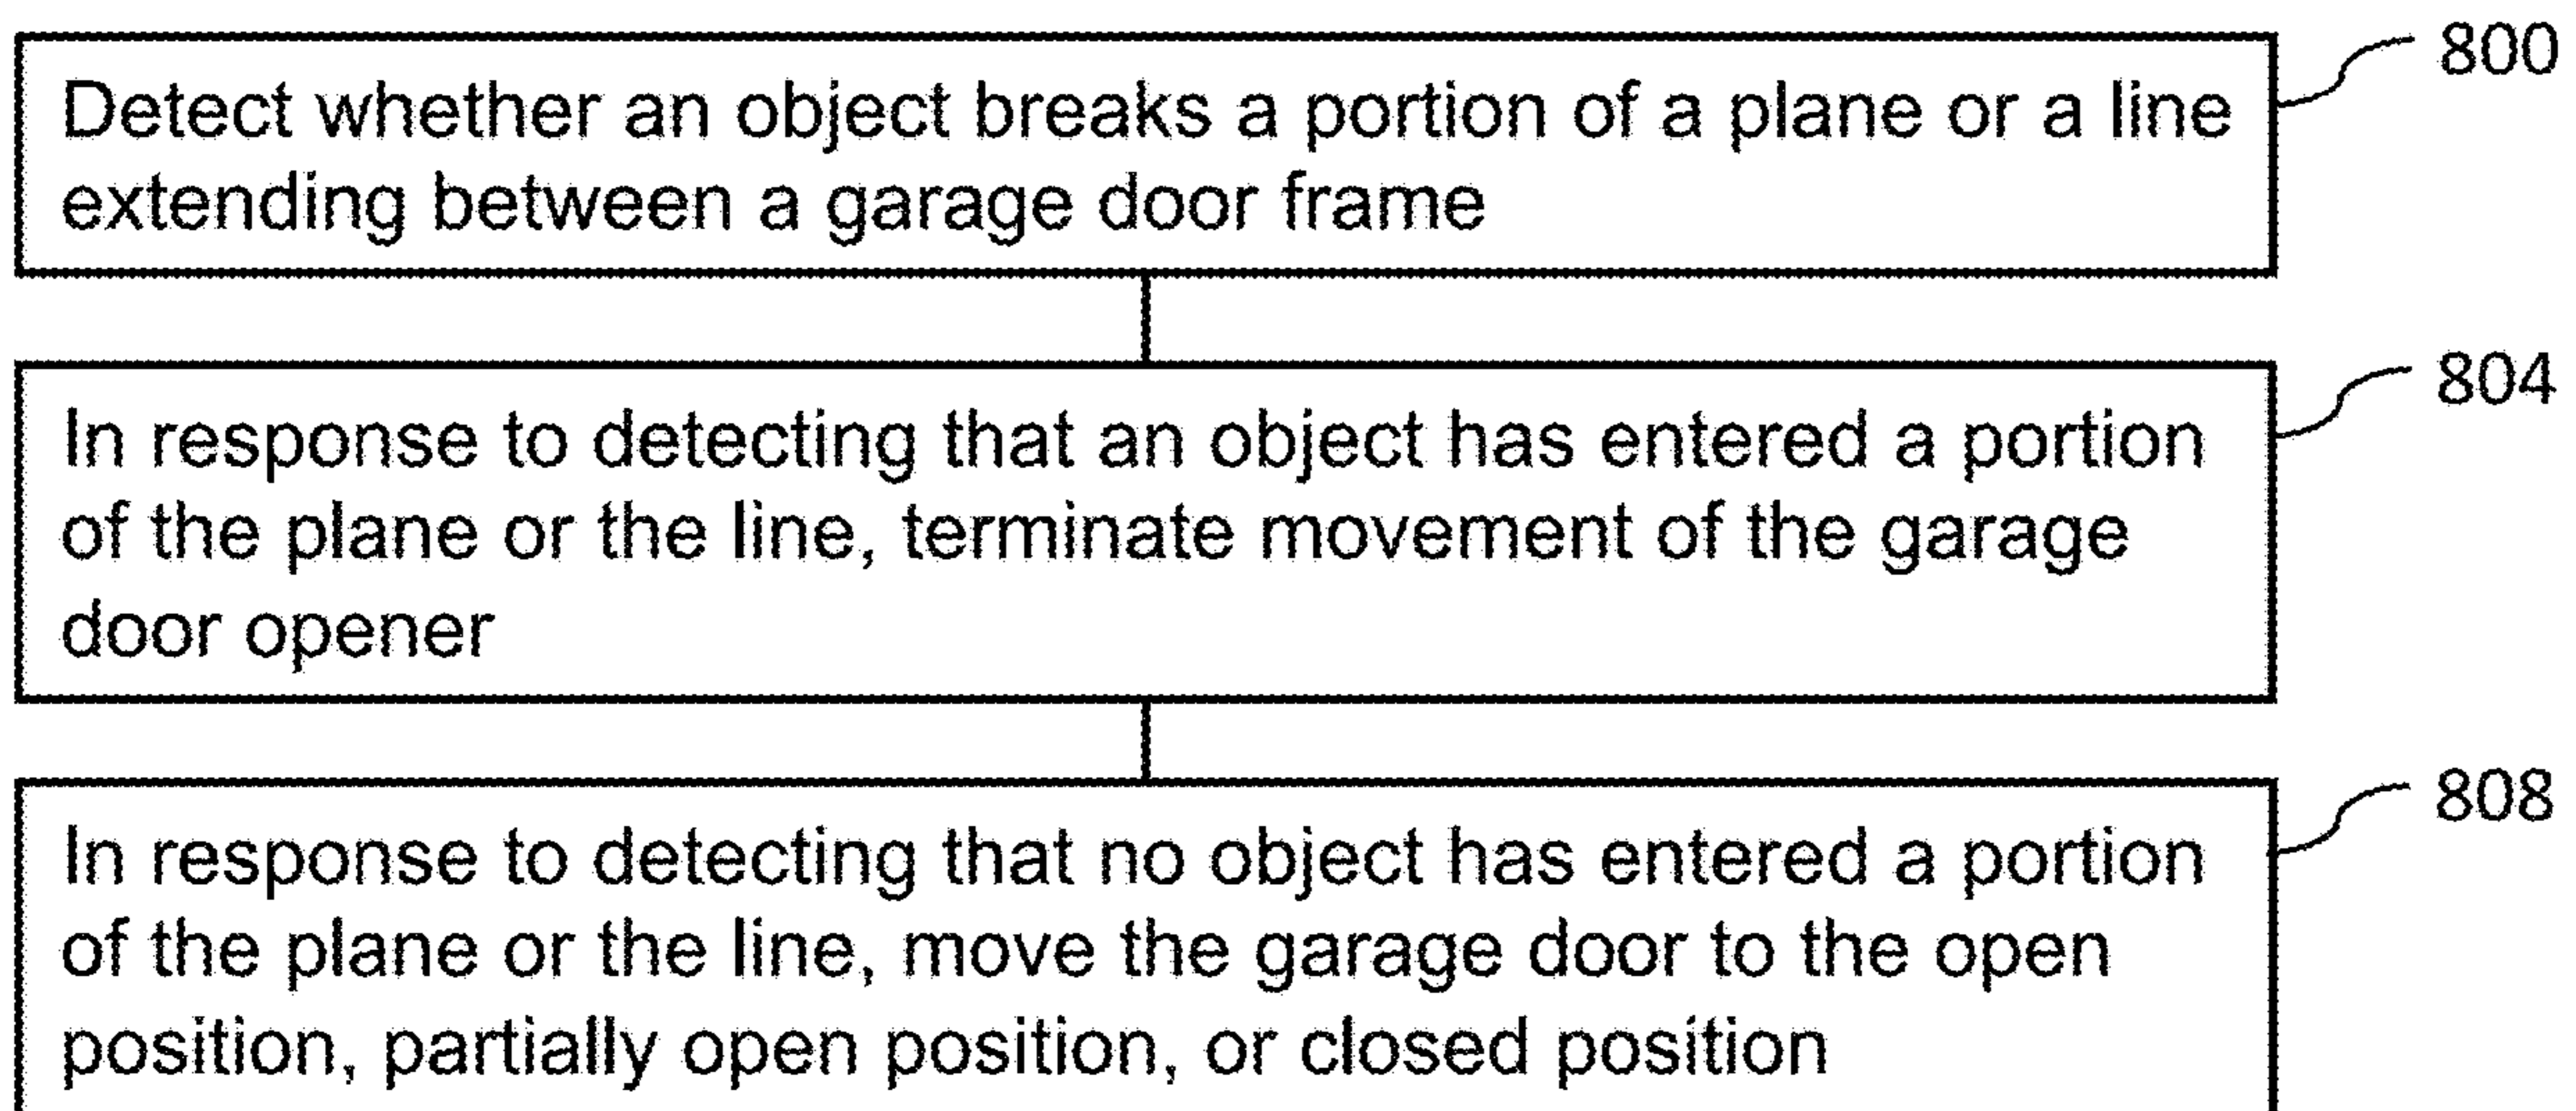 800
Detect whether an object breaks a portion of a plane or a line
extending between a garage door frame
804
In response to detecting that an object has entered a portion
of the plane or the line, terminate movement of the garage
door opener
808
In response to detecting that no object has entered a portion
of the plane or the line, move the garage door to the open
position, partially open position, or closed position